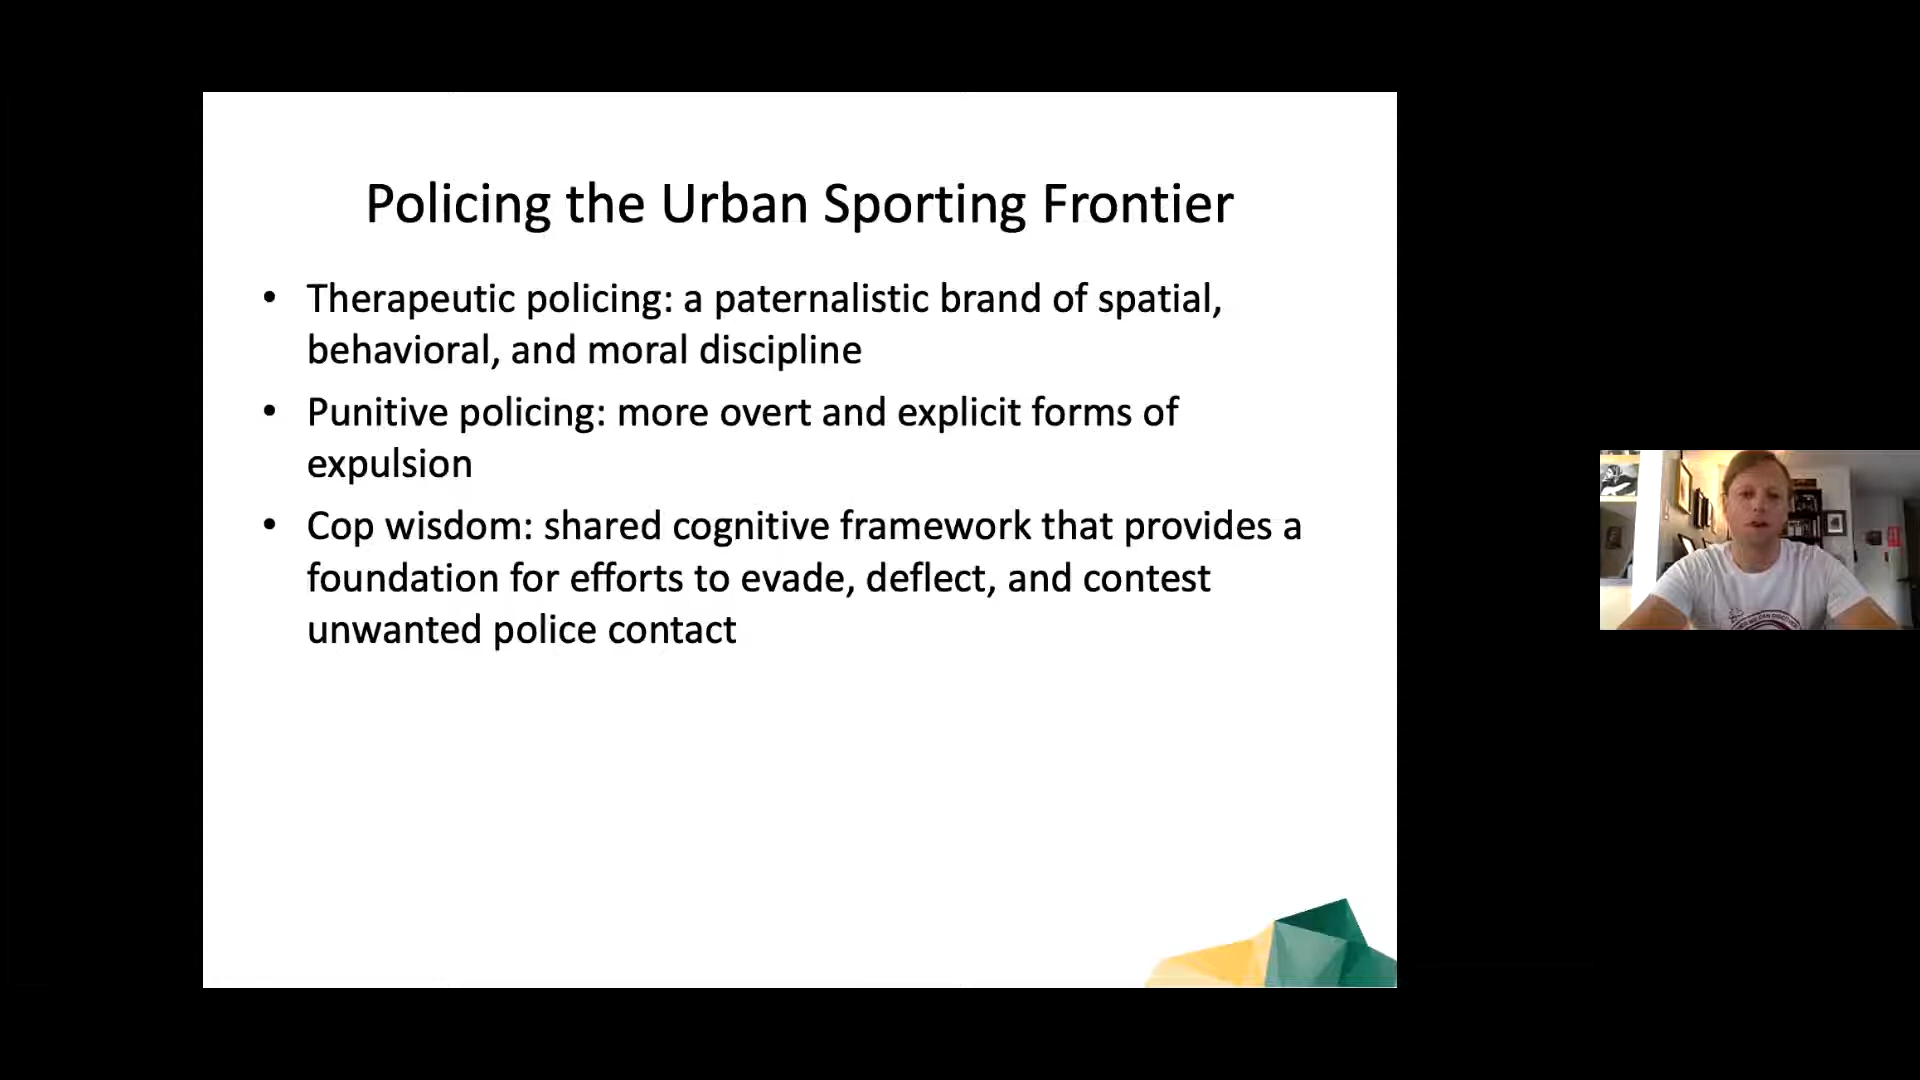 Policing the Urban Sporting Frontier
• Therapeutic policing: a paternalistic brand of spatial,
behavioral, and moral discipline
• Punitive policing: more overt and explicit forms of
expulsion
• Cop wisdom: shared cognitive framework that provides a
foundation for efforts to evade, deflect, and contest
unwanted police contact